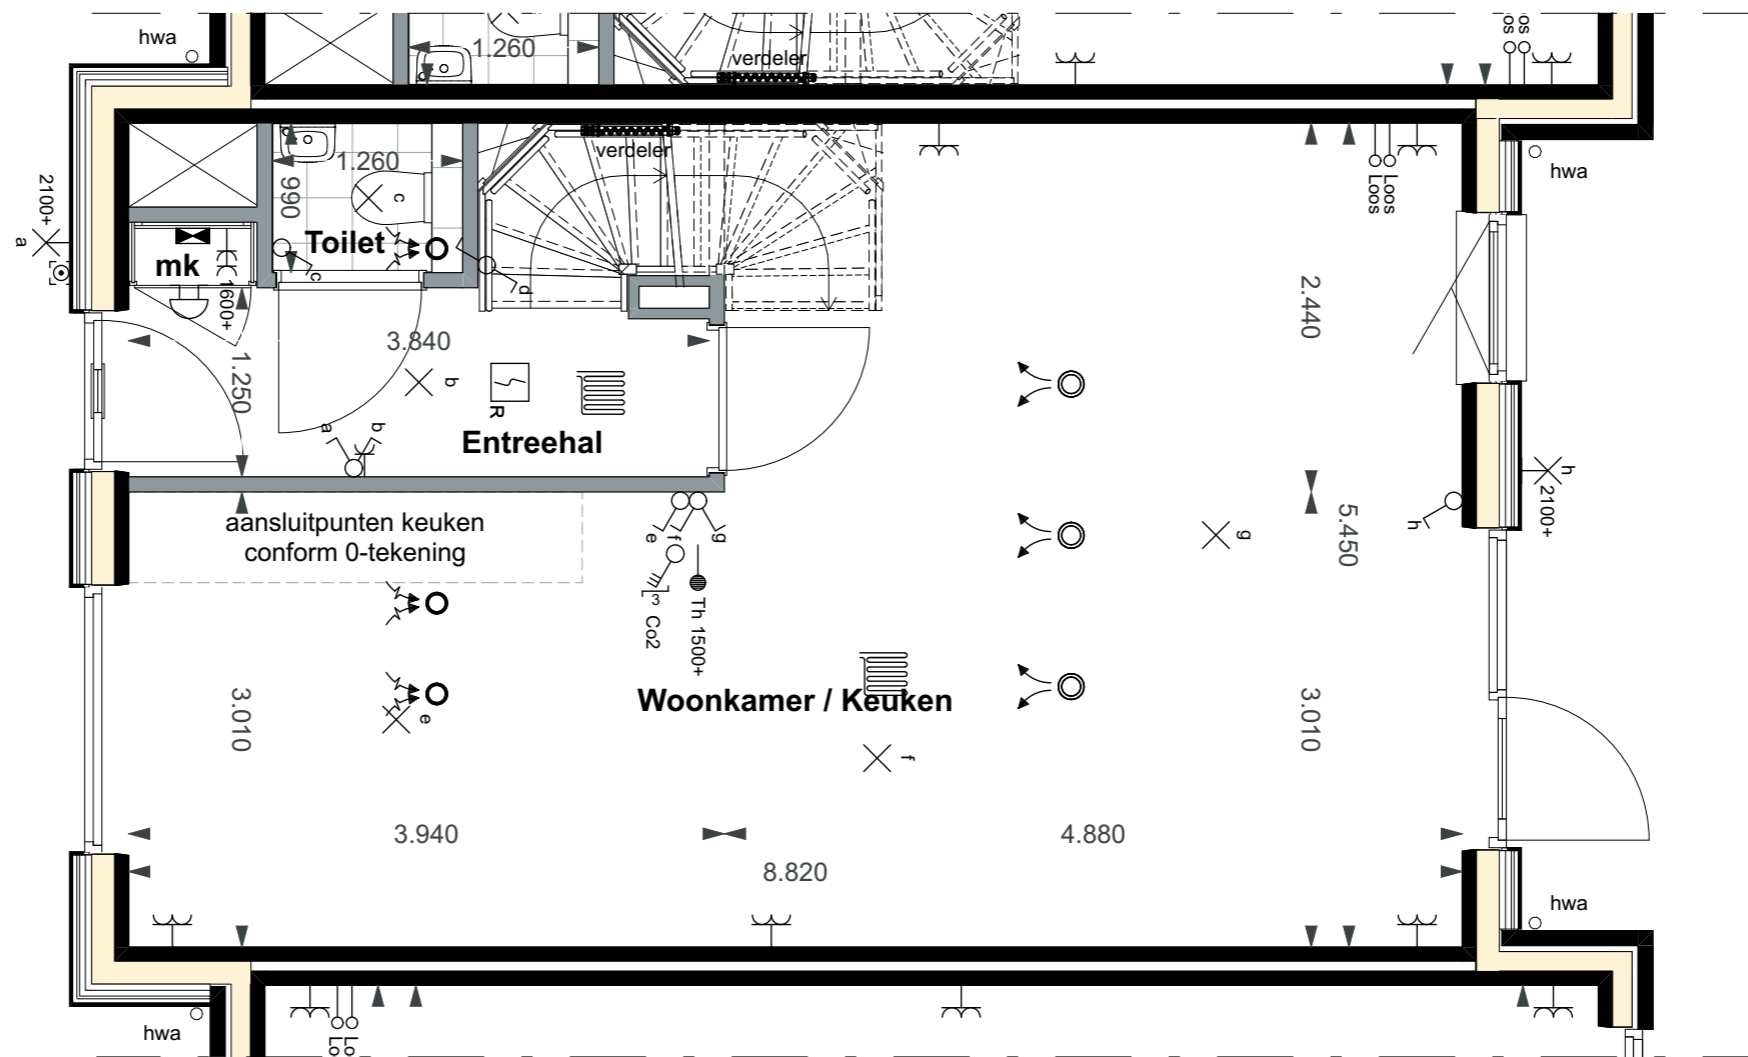 hwa
1.260
verdeler
Loos
Loos
2100+
a
1.260
990
c
verdeler
Loos
Loos
hwa
Toilet
mk
c
d
1600+
3.840
1.250
b
R
2.440
a
b
Entreehal
h
2100+
h
aansluitpunten keuken
conform 0-tekening
e
f
g
g
5.450
3
Co2
Th 1500+
3.010
e
Woonkamer / Keuken
3.010
f
3.940
4.880
8.820
hwa
hwa